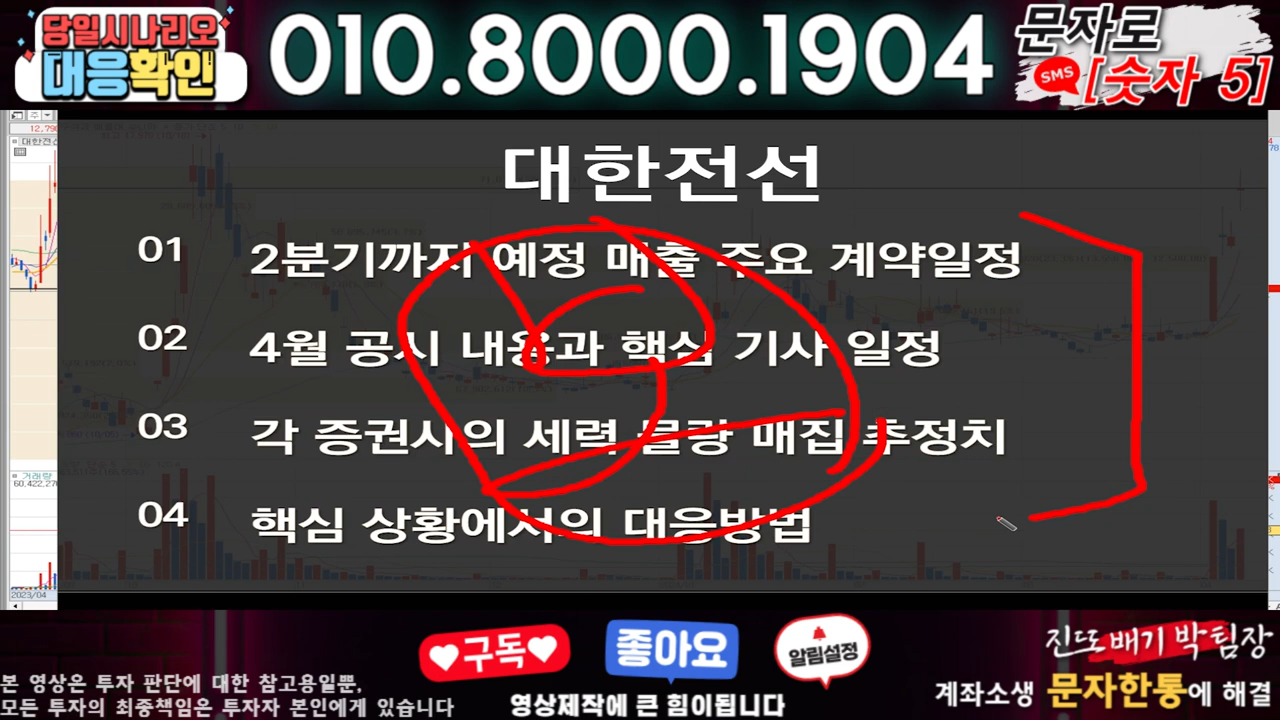 당일시나리오
대응확인
010.8000.1904
문자로
SMS
[숫자 5]
대한전선
01
2분기까지 예정 매출 주요 계약일정
02
4월 공시 내용과 핵심 기사 일정
03
각 증권사의 세력 물량 매집 추정치
04
핵심 상황에서의 대응방법
거래량
2023/04
구독
좋아요
알림설정
영상제작에 큰 힘이됩니다
본 영상은 투자 판단에 대한 참고용일뿐,
모든 투자의 최종책임은 투자자 본인에게 있습니다
진또배기 박팀장
계좌소생 문자한통에 해결